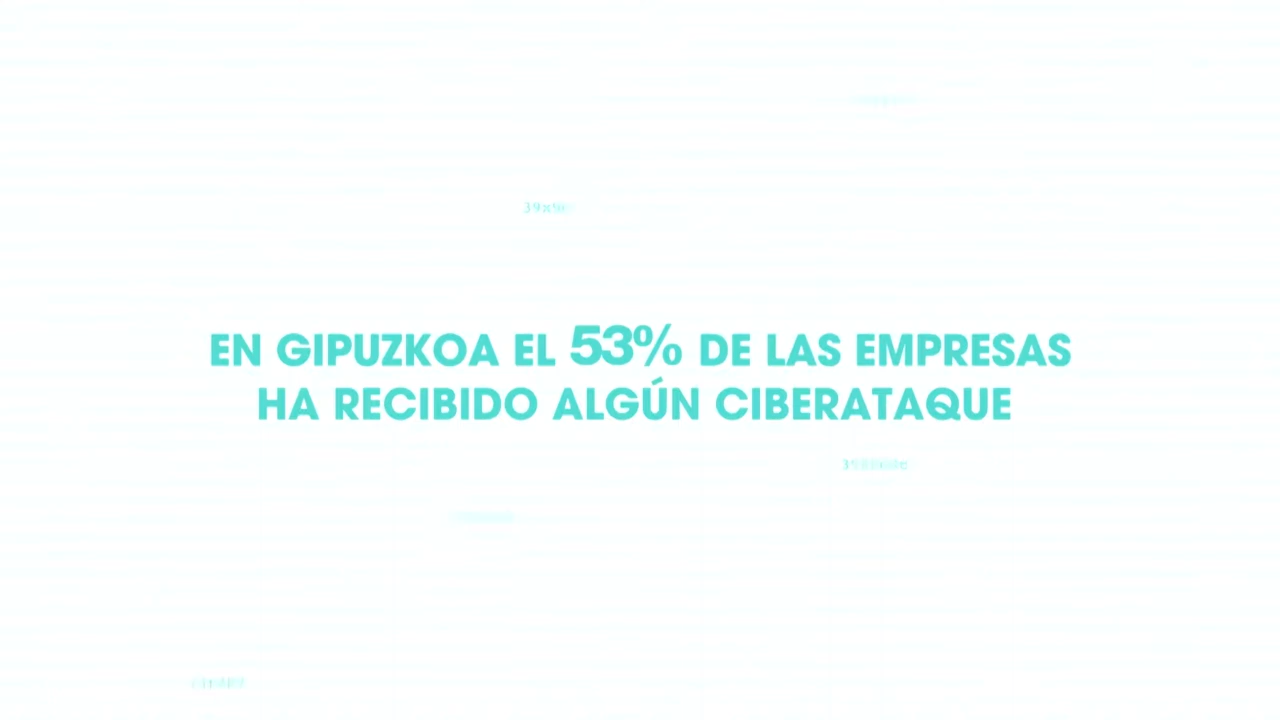 EN GIPUZKOA EL 53% DE LAS EMPRESAS
HA RECIBIDO ALGÚN CIBERATAQUE